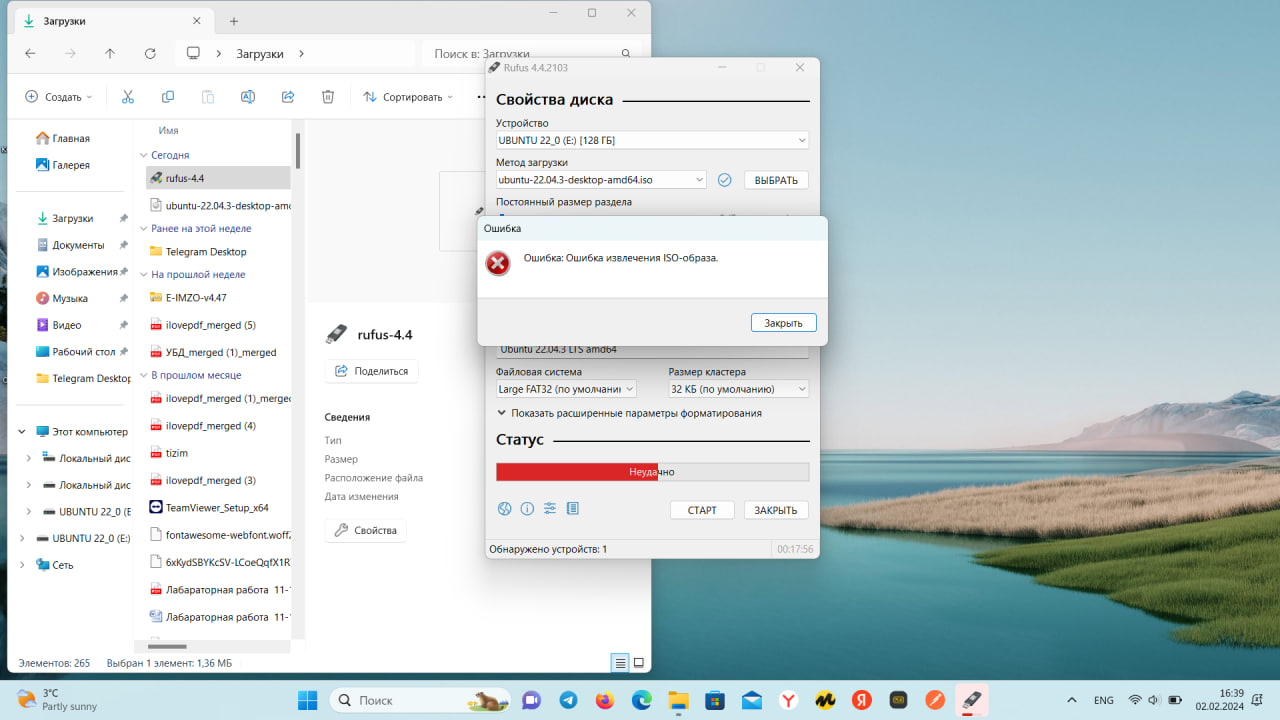 Загрузки
Загрузки
Поиск в: Загрузки
Создать
Сортировать
Главная
Галерея
Загрузки
Документы
Изображения
Музыка
Видео
Рабочий стол
Telegram Desktop
Этот компьютер
Локальный дис
Локальный дис
UBUNTU 22_0 (E
UBUNTU 22_0 (E:)
Сеть
Имя
Сегодня
rufus-4.4
ubuntu-22.04.3-desktop-amd
Ранее на этой неделе
Telegram Desktop
На прошлой неделе
E-IMZO-v4.47
ilovepdf_merged (5)
УБД_merged (1)_merged
В прошлом месяце
ilovepdf_merged (1)_merged
ilovepdf_merged (4)
tizim
ilovepdf_merged (3)
TeamViewer_Setup_x64
fontawesome-webfont.woff2
6xKydSBYKcSV-LCoeQqfX1R
Лабараторная работа 11-1
Лабараторная работа 11-1
rufus-4.4
Поделиться
Сведения
Тип
Размер
Расположение файла
Дата изменения
Свойства
Элементов: 265 Выбран 1 элемент: 1,36 МБ
Rufus 4.4.2103
Свойства диска
Устройство
UBUNTU 22_0 (E:) [128 ГБ]
Метод загрузки
ubuntu-22.04.3-desktop-amd64.iso
ВЫБРАТЬ
Постоянный размер раздела
Ошибка
Ошибка: Ошибка извлечения ISO-образа.
Закрыть
Ubuntu 22.04.3 LTS amd64
Файловая система Размер кластера
Large FAT32 (по умолчани 32 КБ (по умолчанию)
Показать расширенные параметры форматирования
Статус
Неудачно
СТАРТ ЗАКРЫТЬ
Обнаружено устройств: 1 00:17:56
3°C
Partly sunny
Поиск
ENG
16:39
02.02.2024